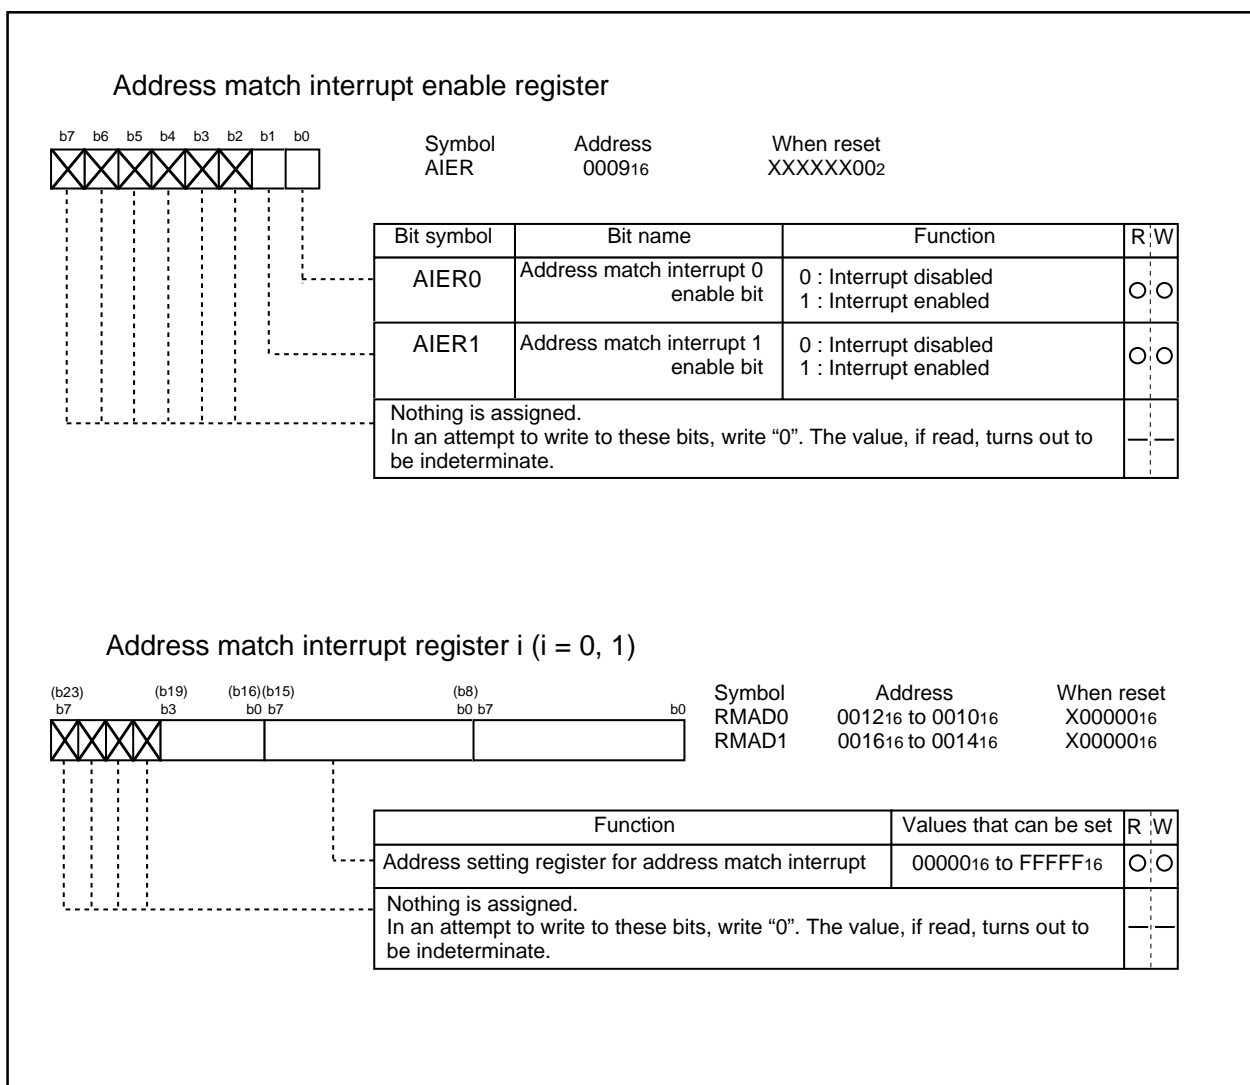 Address match interrupt enable register
b7 b6 b5 b4 b3 b2 b1 b0
Symbol Address When reset
AIER 000916 XXXXXX002
Bit symbol Bit name Function R W
AIER0 Address match interrupt 0 enable bit 0 : Interrupt disabled
1 : Interrupt enabled
AIER1 Address match interrupt 1 enable bit 0 : Interrupt disabled
1 : Interrupt enabled
Nothing is assigned.
In an attempt to write to these bits, write “0”. The value, if read, turns out to
be indeterminate.
Address match interrupt register i (i = 0, 1)
(b23) (b19) (b16)(b15) (b8)
b7 b3 b0 b7 b0 b7 b0
Symbol Address When reset
RMAD0 001216 to 001016 X0000016
RMAD1 001616 to 001416 X0000016
Function Values that can be set R W
Address setting register for address match interrupt 0000016 to FFFFF16
Nothing is assigned.
In an attempt to write to these bits, write “0”. The value, if read, turns out to
be indeterminate.